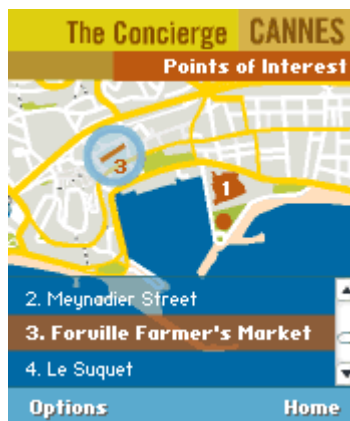 The Concierge CANNES
Points of Interest
3
1
2. Meynadier Street
3. Forville Farmer's Market
4. Le Suquet
Options Home